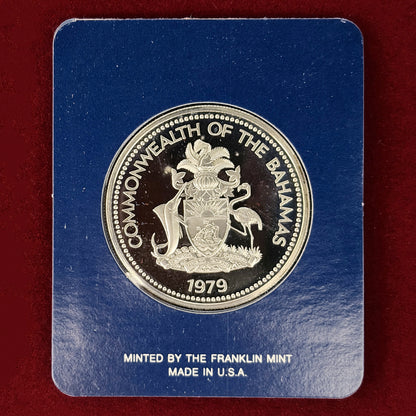 COMMONWEALTH OF THE BAHAMAS
1979
MINTED BY THE FRANKLIN MINT
MADE IN U.S.A.